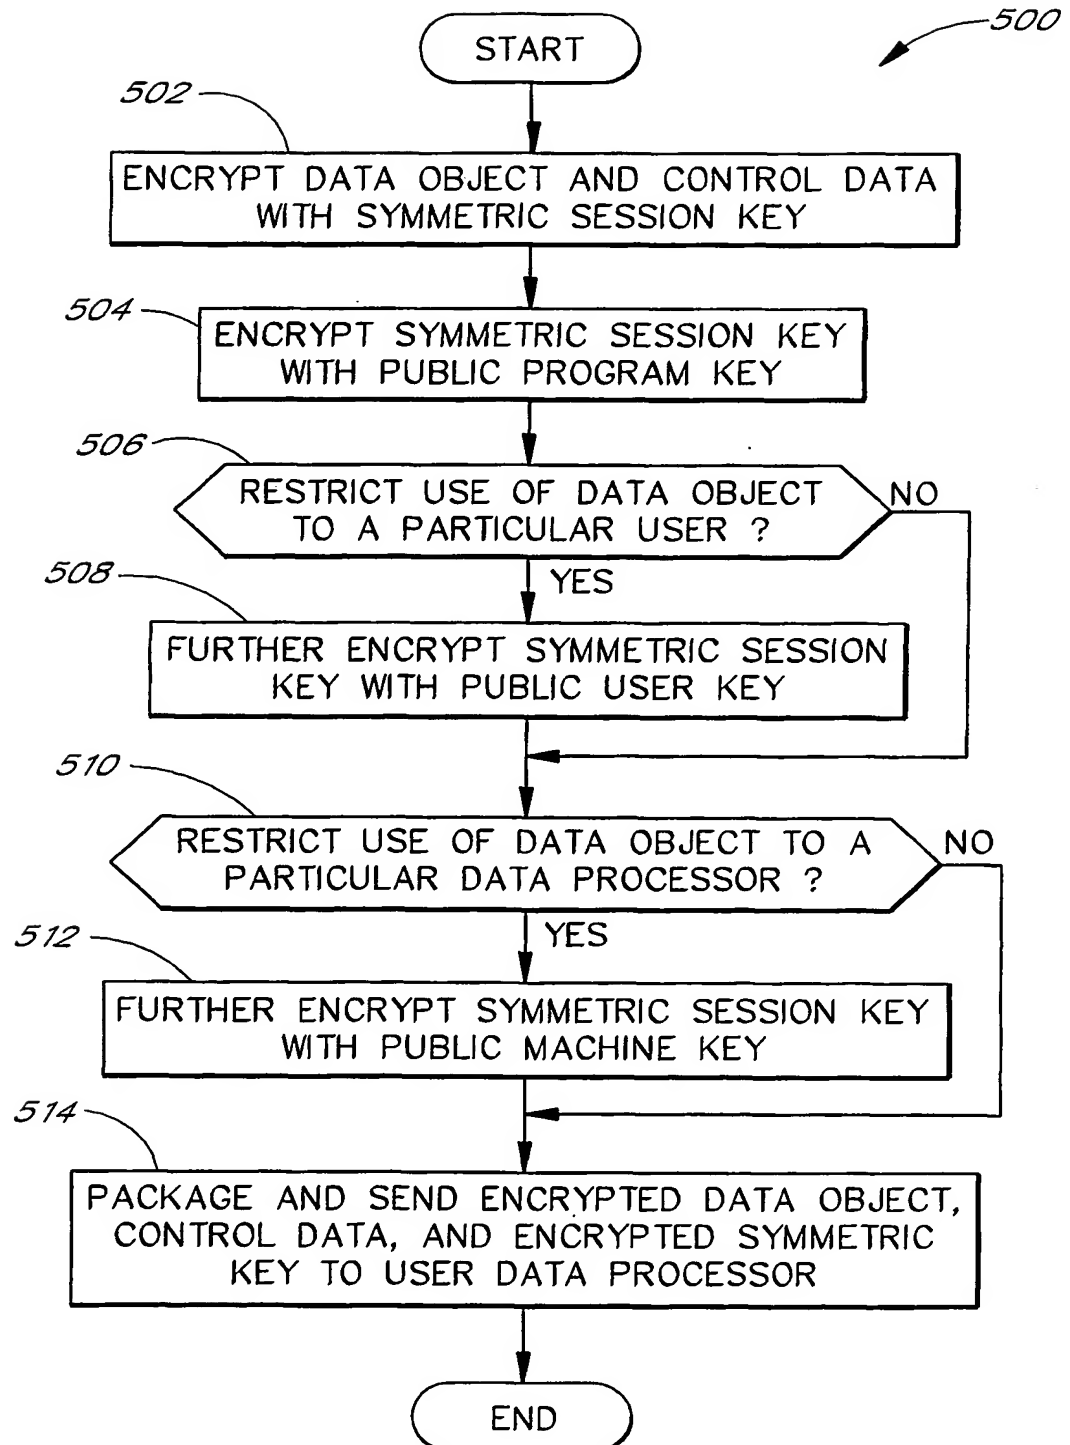 500
START
502
ENCRYPT DATA OBJECT AND CONTROL DATA
WITH SYMMETRIC SESSION KEY
504
ENCRYPT SYMMETRIC SESSION KEY
WITH PUBLIC PROGRAM KEY
506
RESTRICT USE OF DATA OBJECT
TO A PARTICULAR USER ?
NO
YES
508
FURTHER ENCRYPT SYMMETRIC SESSION
KEY WITH PUBLIC USER KEY
510
RESTRICT USE OF DATA OBJECT TO A
PARTICULAR DATA PROCESSOR ?
NO
YES
512
FURTHER ENCRYPT SYMMETRIC SESSION KEY
WITH PUBLIC MACHINE KEY
514
PACKAGE AND SEND ENCRYPTED DATA OBJECT,
CONTROL DATA, AND ENCRYPTED SYMMETRIC
KEY TO USER DATA PROCESSOR
END